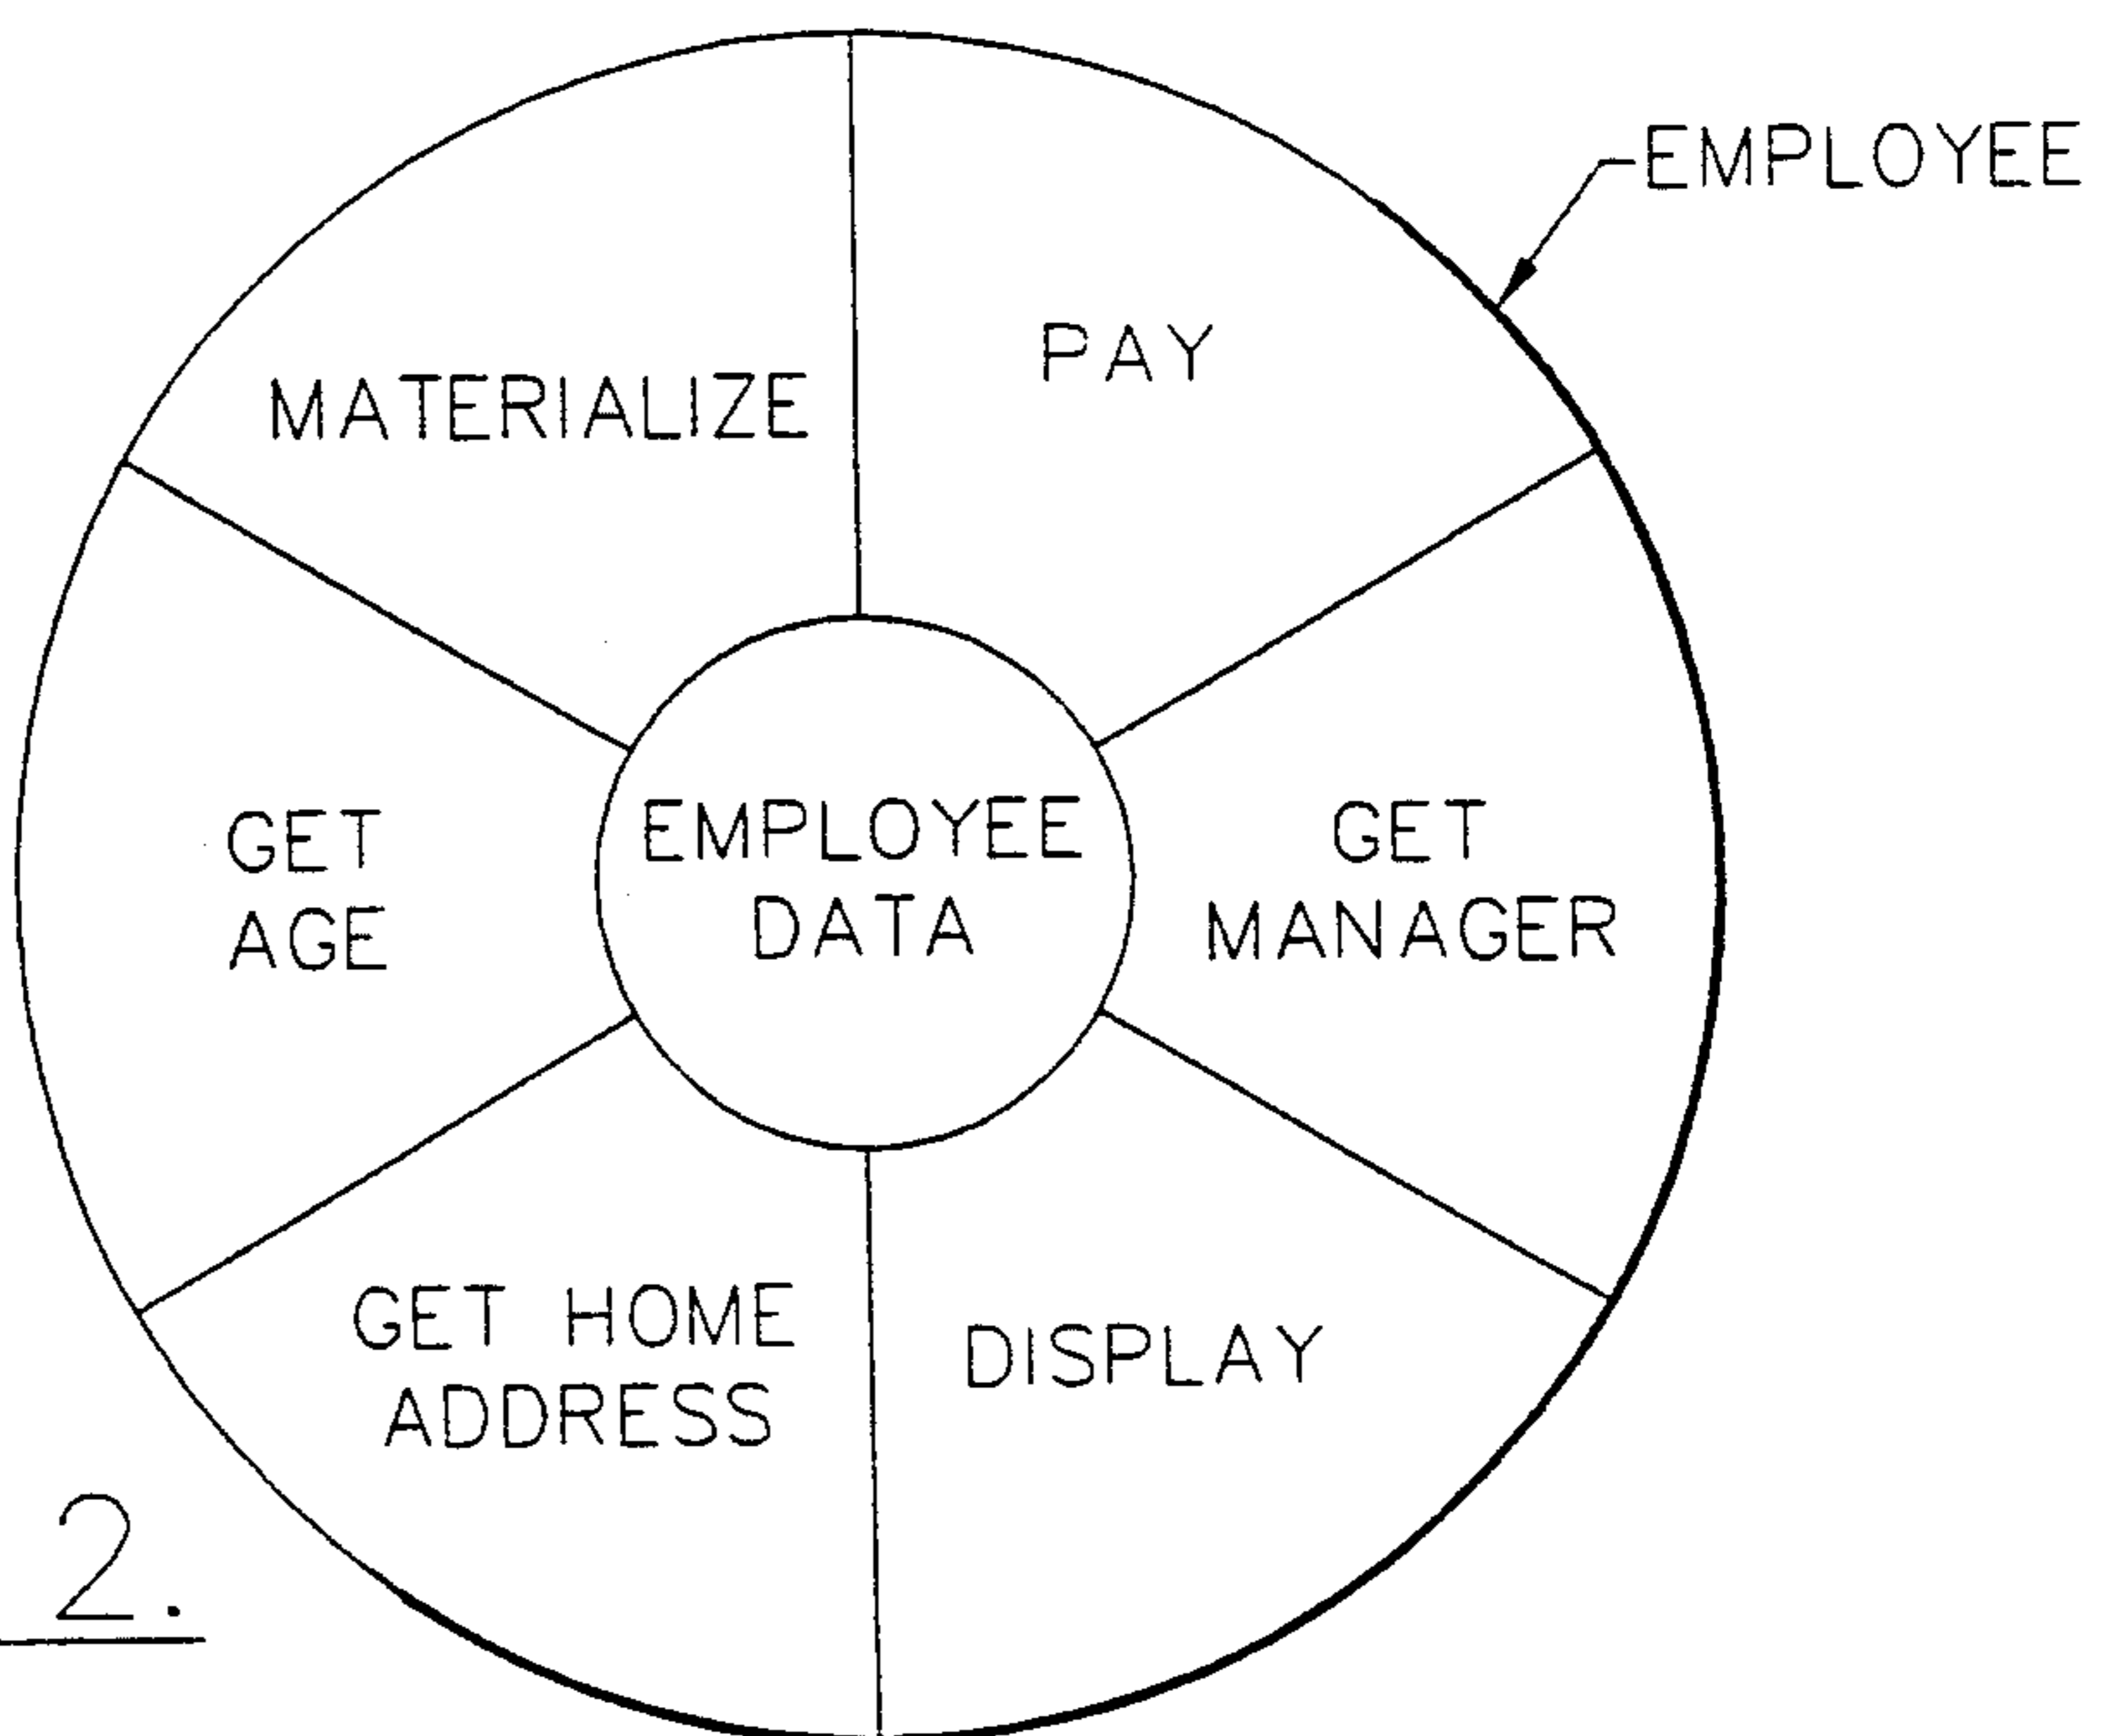 EMPLOYEE
PAY
MATERIALIZE
EMPLOYEE
DATA
GET
MANAGER
GET
AGE
GET HOME
ADDRESS
DISPLAY
2.